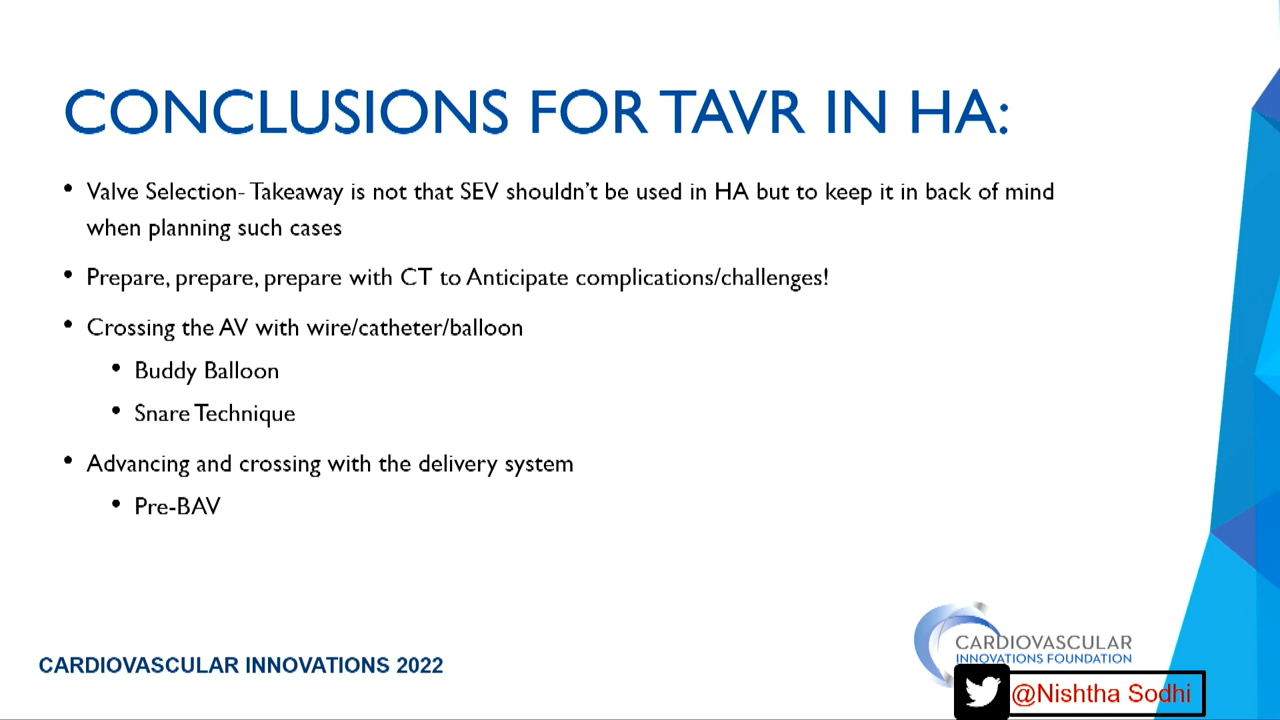 CONCLUSIONS FOR TAVR IN HA:
• Valve Selection- Takeaway is not that SEV shouldn't be used in HA but to keep it in back of mind
when planning such cases
• Prepare, prepare, prepare with CT to Anticipate complications/challenges!
• Crossing the AV with wire/catheter/balloon
• Buddy Balloon
• Snare Technique
• Advancing and crossing with the delivery system
• Pre-BAV
CARDIOVASCULAR
INNOVATIONS FOUNDATION
CARDIOVASCULAR INNOVATIONS 2022
@Nishtha Sodhi